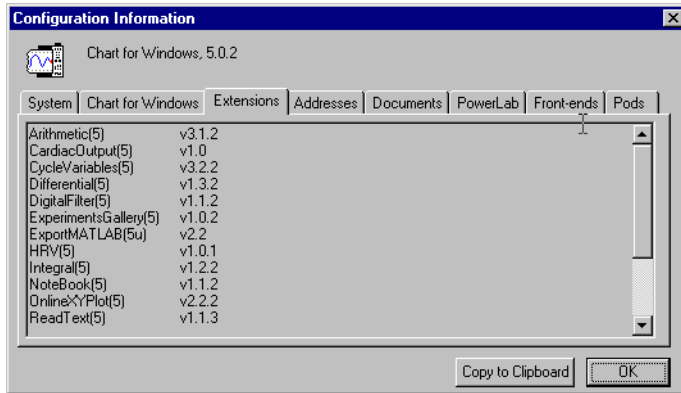 Configuration Information
Chart for Windows, 5.0.2
System Chart for Windows Extensions Addresses Documents PowerLab Front-ends Pods
Arithmetic(5) v3.1.2
CardiacOutput(5) v1.0
CycleVariables(5) v3.2.2
Differential(5) v1.3.2
DigitalFilter(5) v1.1.2
ExperimentsGallery(5) v1.0.2
ExportMATLAB(5u) v2.2
HRV(5) v1.0.1
Integral(5) v1.2.2
NoteBook(5) v1.1.2
OnlineXYPlot(5) v2.2.2
ReadText(5) v1.1.3
Copy to Clipboard OK